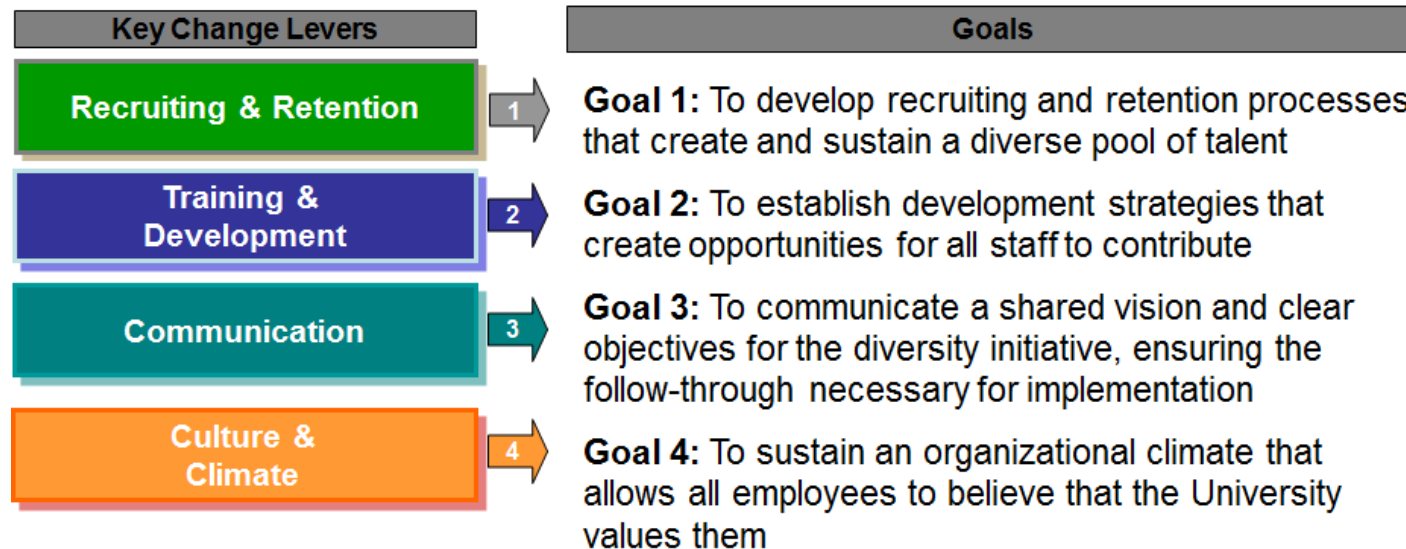 Key Change Levers
Goals
Recruiting & Retention
1
Goal 1: To develop recruiting and retention processes
that create and sustain a diverse pool of talent
Training &
Development
2
Goal 2: To establish development strategies that
create opportunities for all staff to contribute
Communication
3
Goal 3: To communicate a shared vision and clear
objectives for the diversity initiative, ensuring the
follow-through necessary for implementation
Culture &
Climate
4
Goal 4: To sustain an organizational climate that
allows all employees to believe that the University
values them